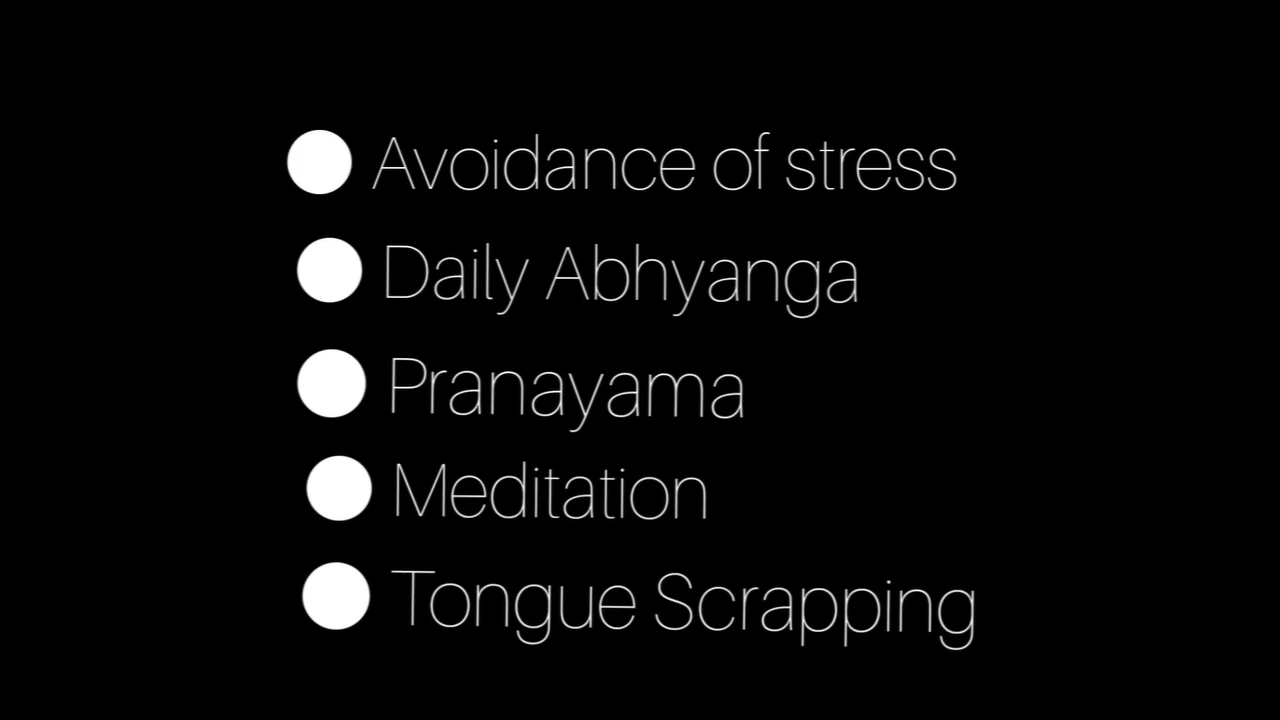 Avoidance of stress
Daily Abhyanga
Pranayama
Meditation
Tongue Scrapping